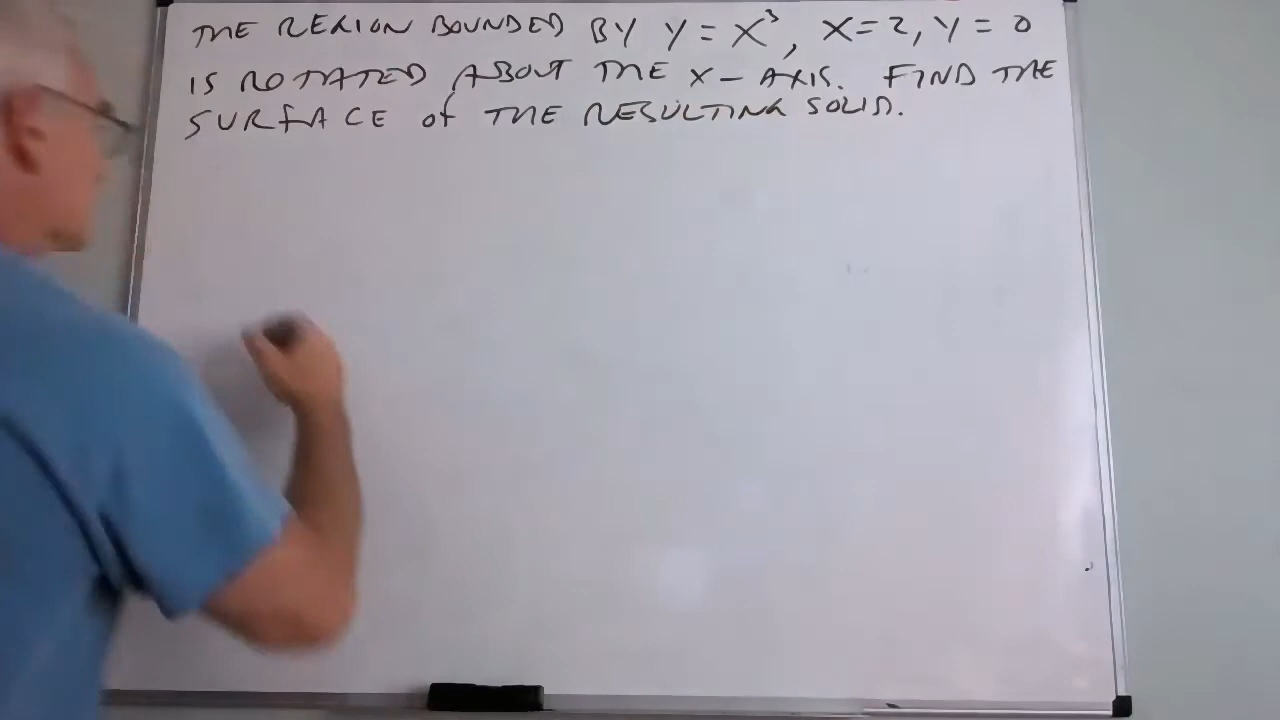 THE REGION BOUNDED BY Y = X³, X=2, Y = 0
IS ROTATED ABOUT THE X-AXIS. FIND THE
SURFACE of THE RESULTING SOLID.